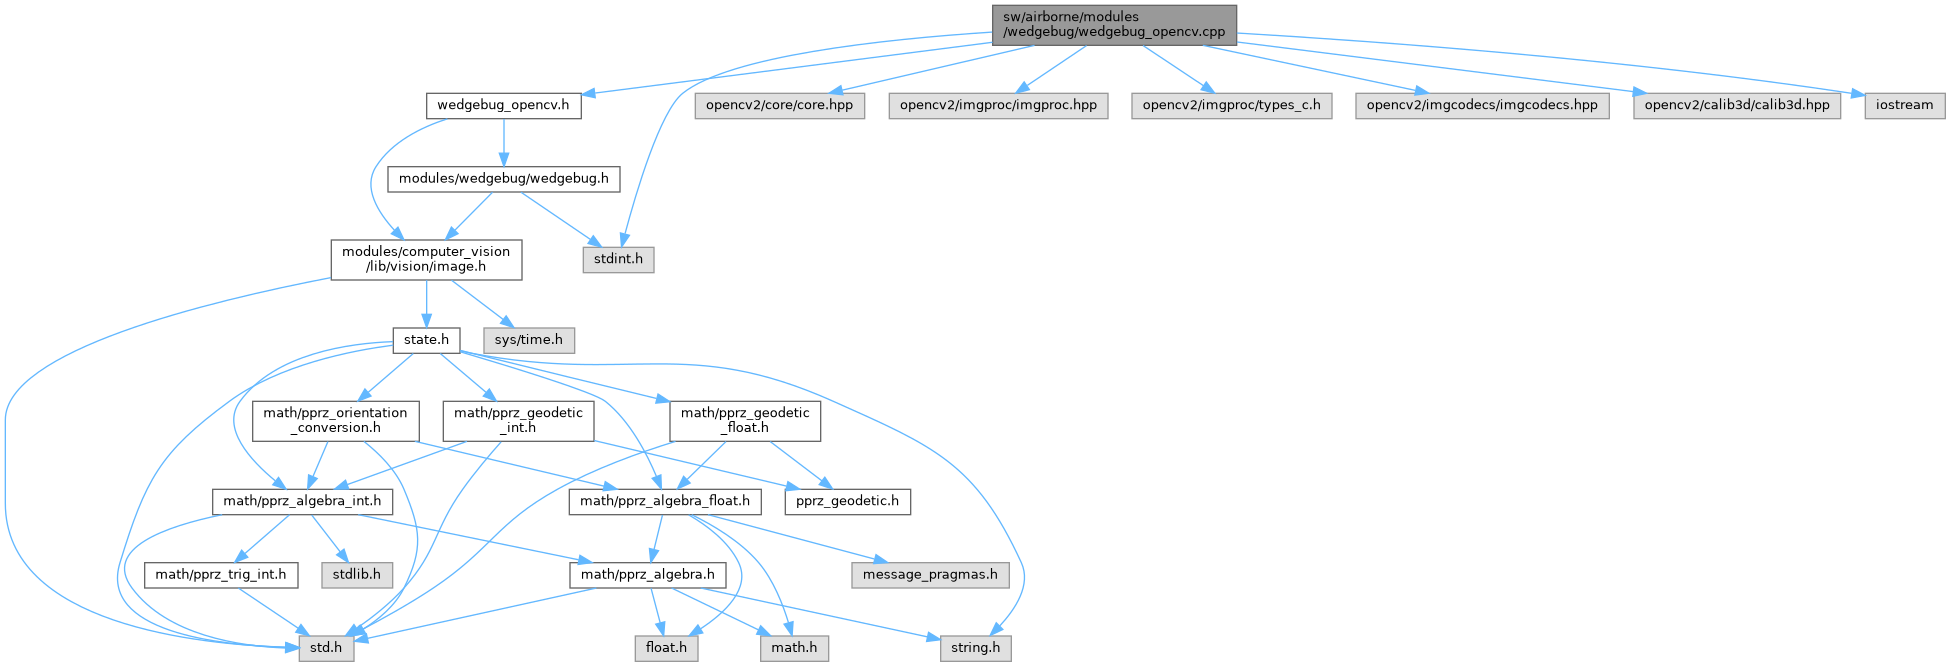 sw/airborne/modules
/wedgebug/wedgebug_opencv.cpp
wedgebug_opencv.h
opencv2/core/core.hpp
opencv2/imgproc/imgproc.hpp
opencv2/imgproc/types_c.h
opencv2/imgcodecs/imgcodecs.hpp
opencv2/calib3d/calib3d.hpp
iostream
modules/wedgebug/wedgebug.h
modules/computer_vision
/lib/vision/image.h
stdint.h
state.h
sys/time.h
math/pprz_orientation
_conversion.h
math/pprz_geodetic
_int.h
math/pprz_geodetic
_float.h
math/pprz_algebra_int.h
math/pprz_algebra_float.h
pprz_geodetic.h
math/pprz_trig_int.h
stdlib.h
math/pprz_algebra.h
message_pragmas.h
std.h
float.h
math.h
string.h